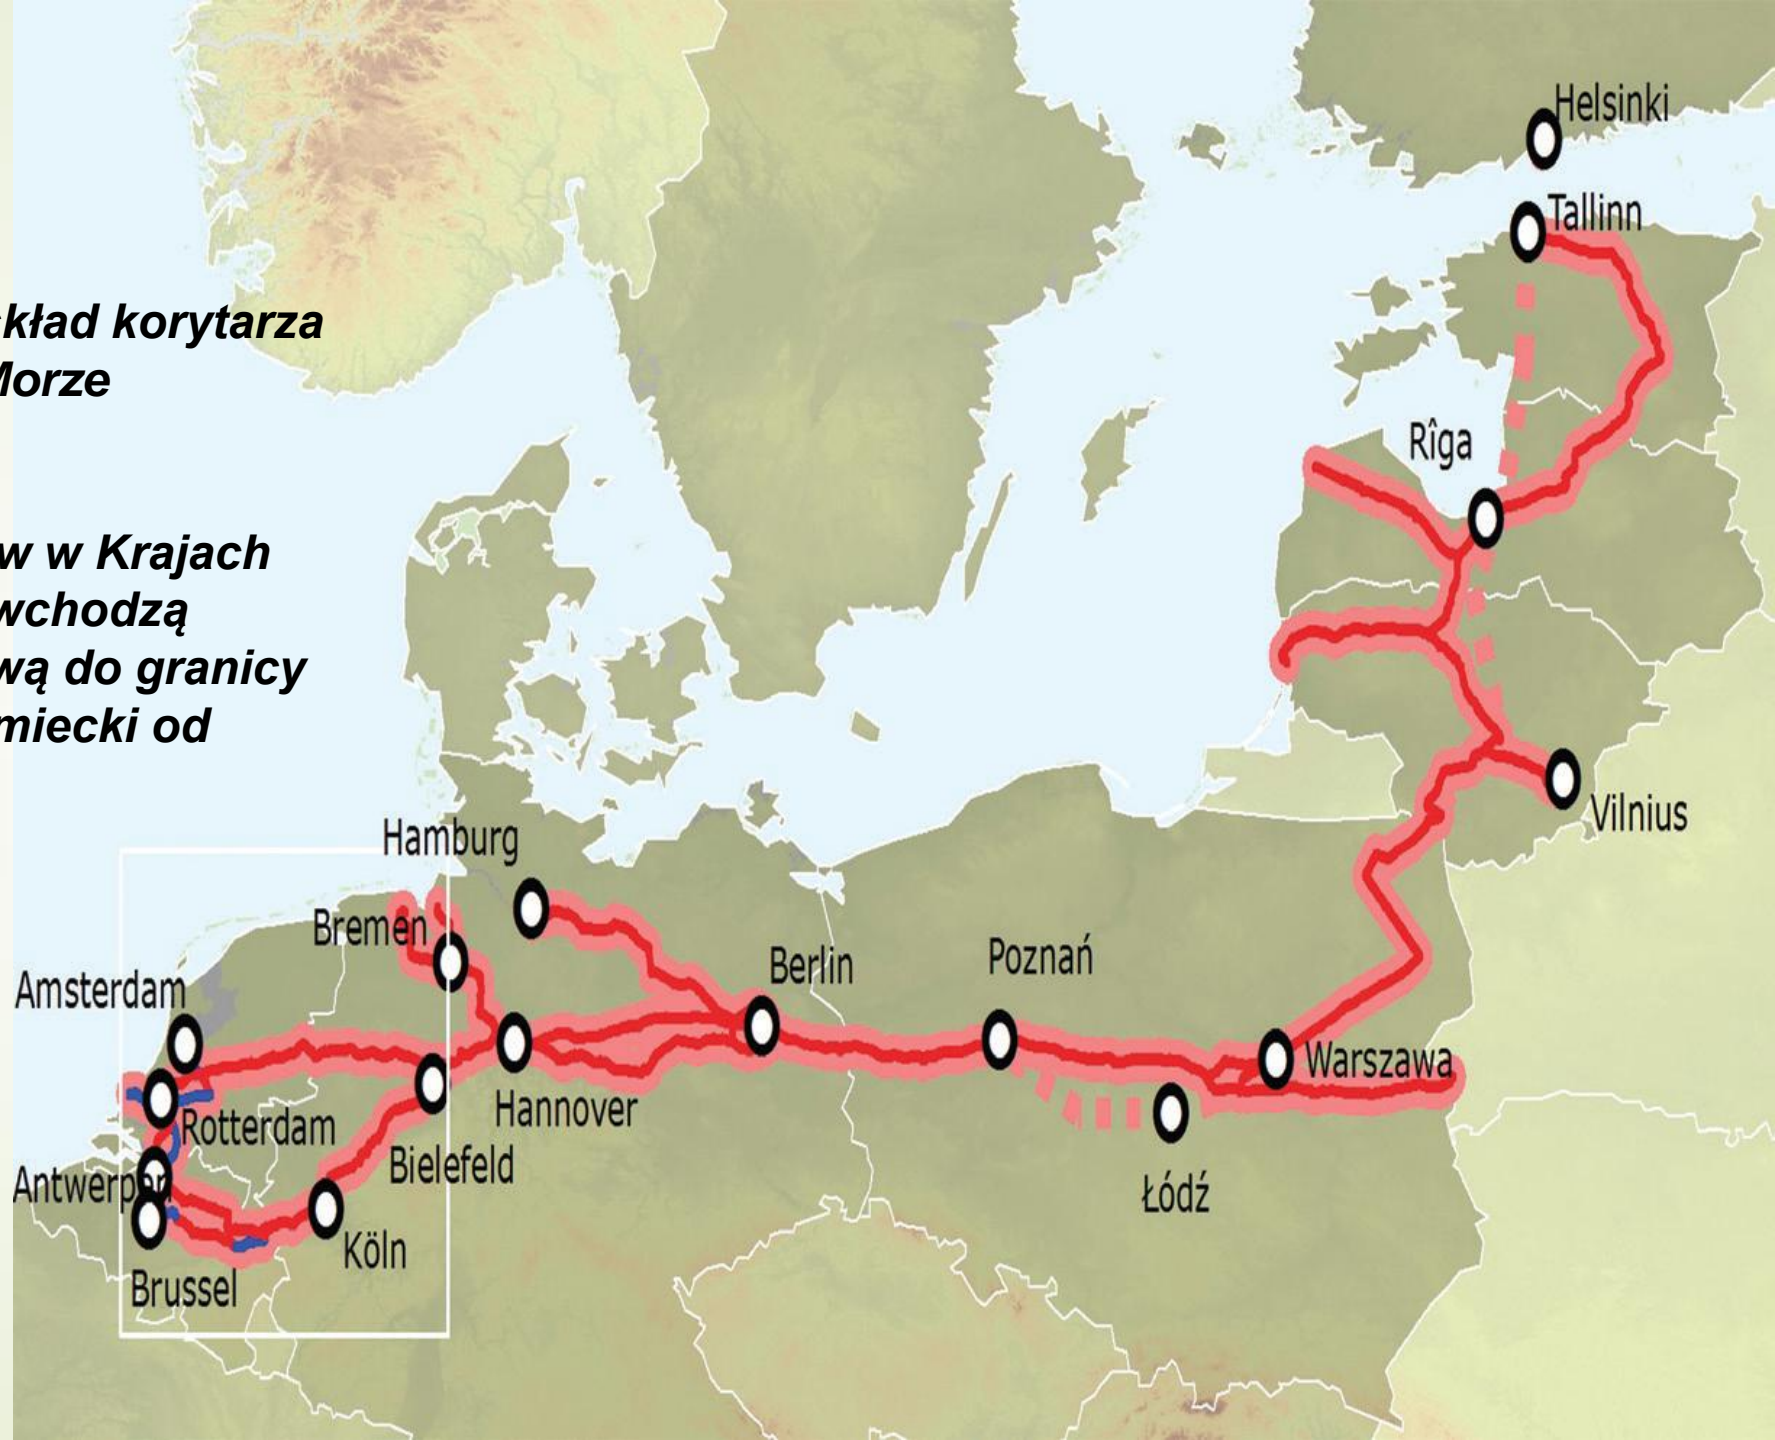 Helsinki
Tallinn
kład korytarza
Morze
Rîga
w w Krajach
wchodzą
wą do granicy
miecki od
Vilnius
Hamburg
Bremen
Berlin
Poznań
Amsterdam
Warszawa
Hannover
Rotterdam
Bielefeld
Antwerpen
Łódź
Köln
Brussel